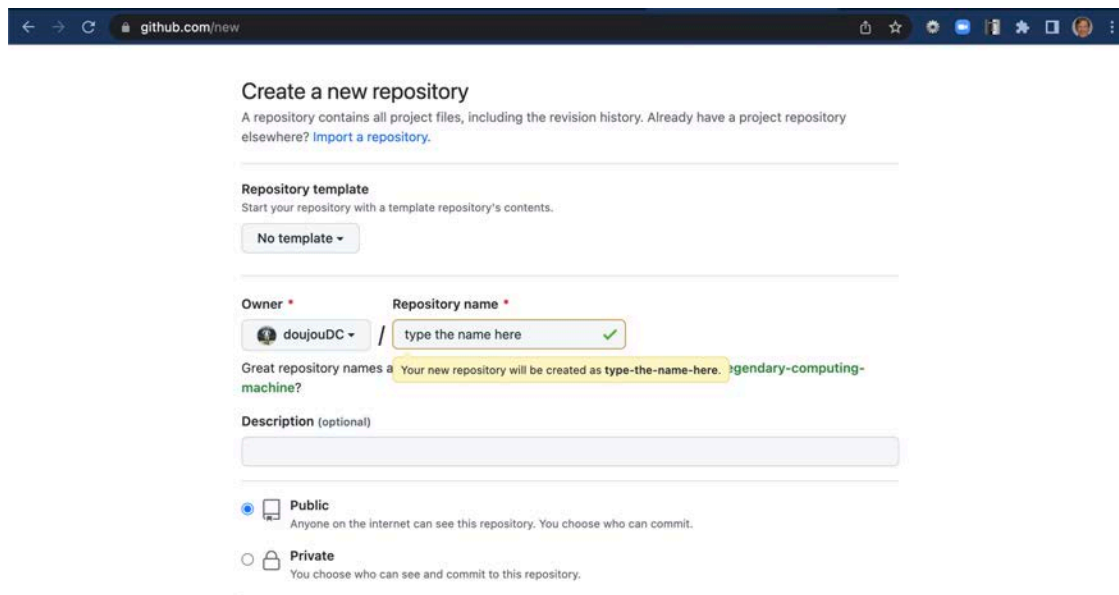 github.com/new
Create a new repository
A repository contains all project files, including the revision history. Already have a project repository
elsewhere? Import a repository.
Repository template
Start your repository with a template repository's contents.
No template
Owner *
Repository name *
doujouDC
/
type the name here
Great repository names a
Your new repository will be created as type-the-name-here.
egendary-computing-
machine?
Description (optional)
Public
Anyone on the internet can see this repository. You choose who can commit.
Private
You choose who can see and commit to this repository.